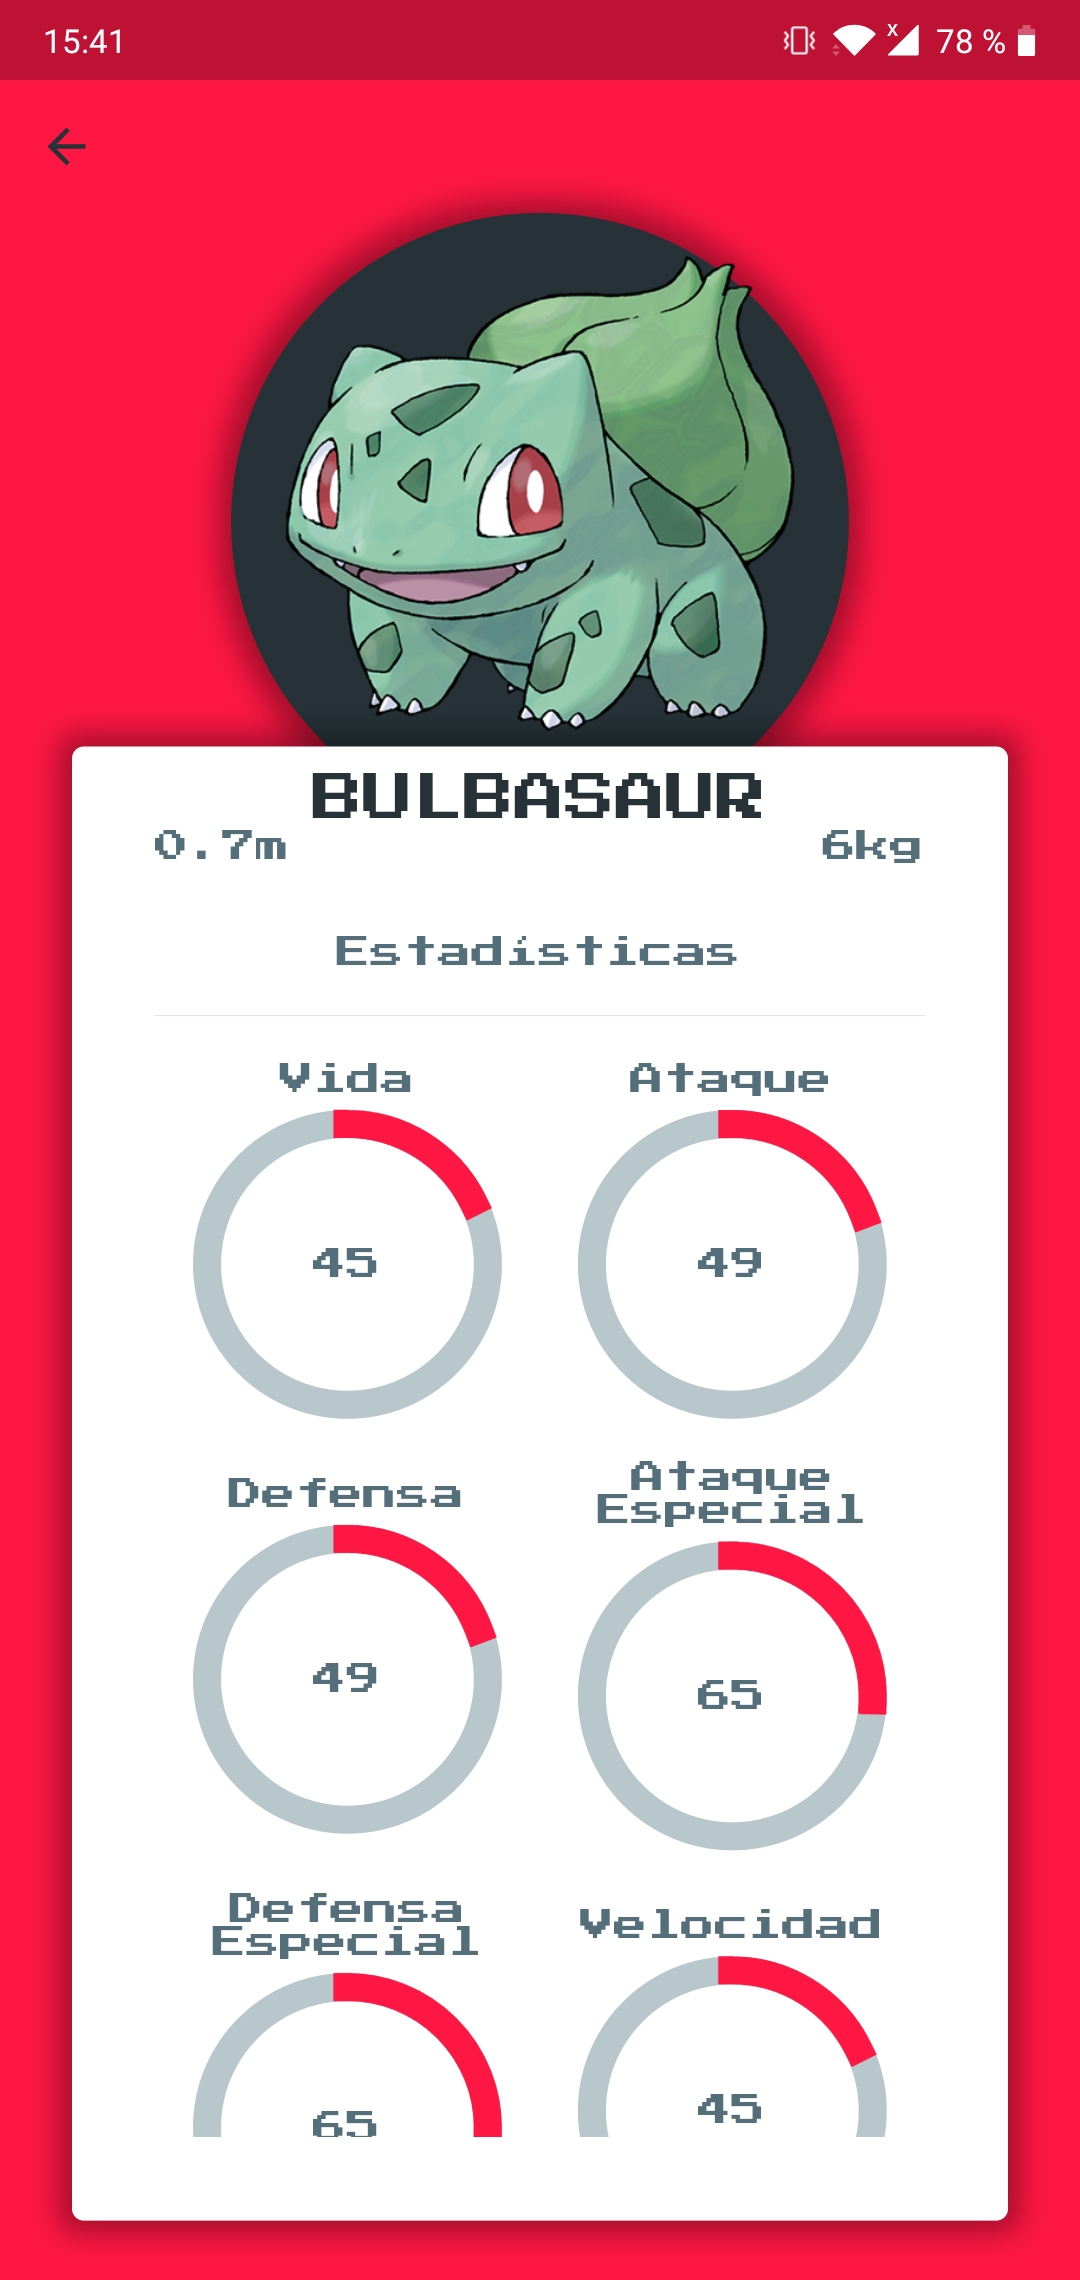 15:41
78 %
BULBASAUR
0.7m
6kg
Estadísticas
Vida
Ataque
45
49
Defensa
Ataque
Especial
49
65
Defensa
Especial
Velocidad
65
45